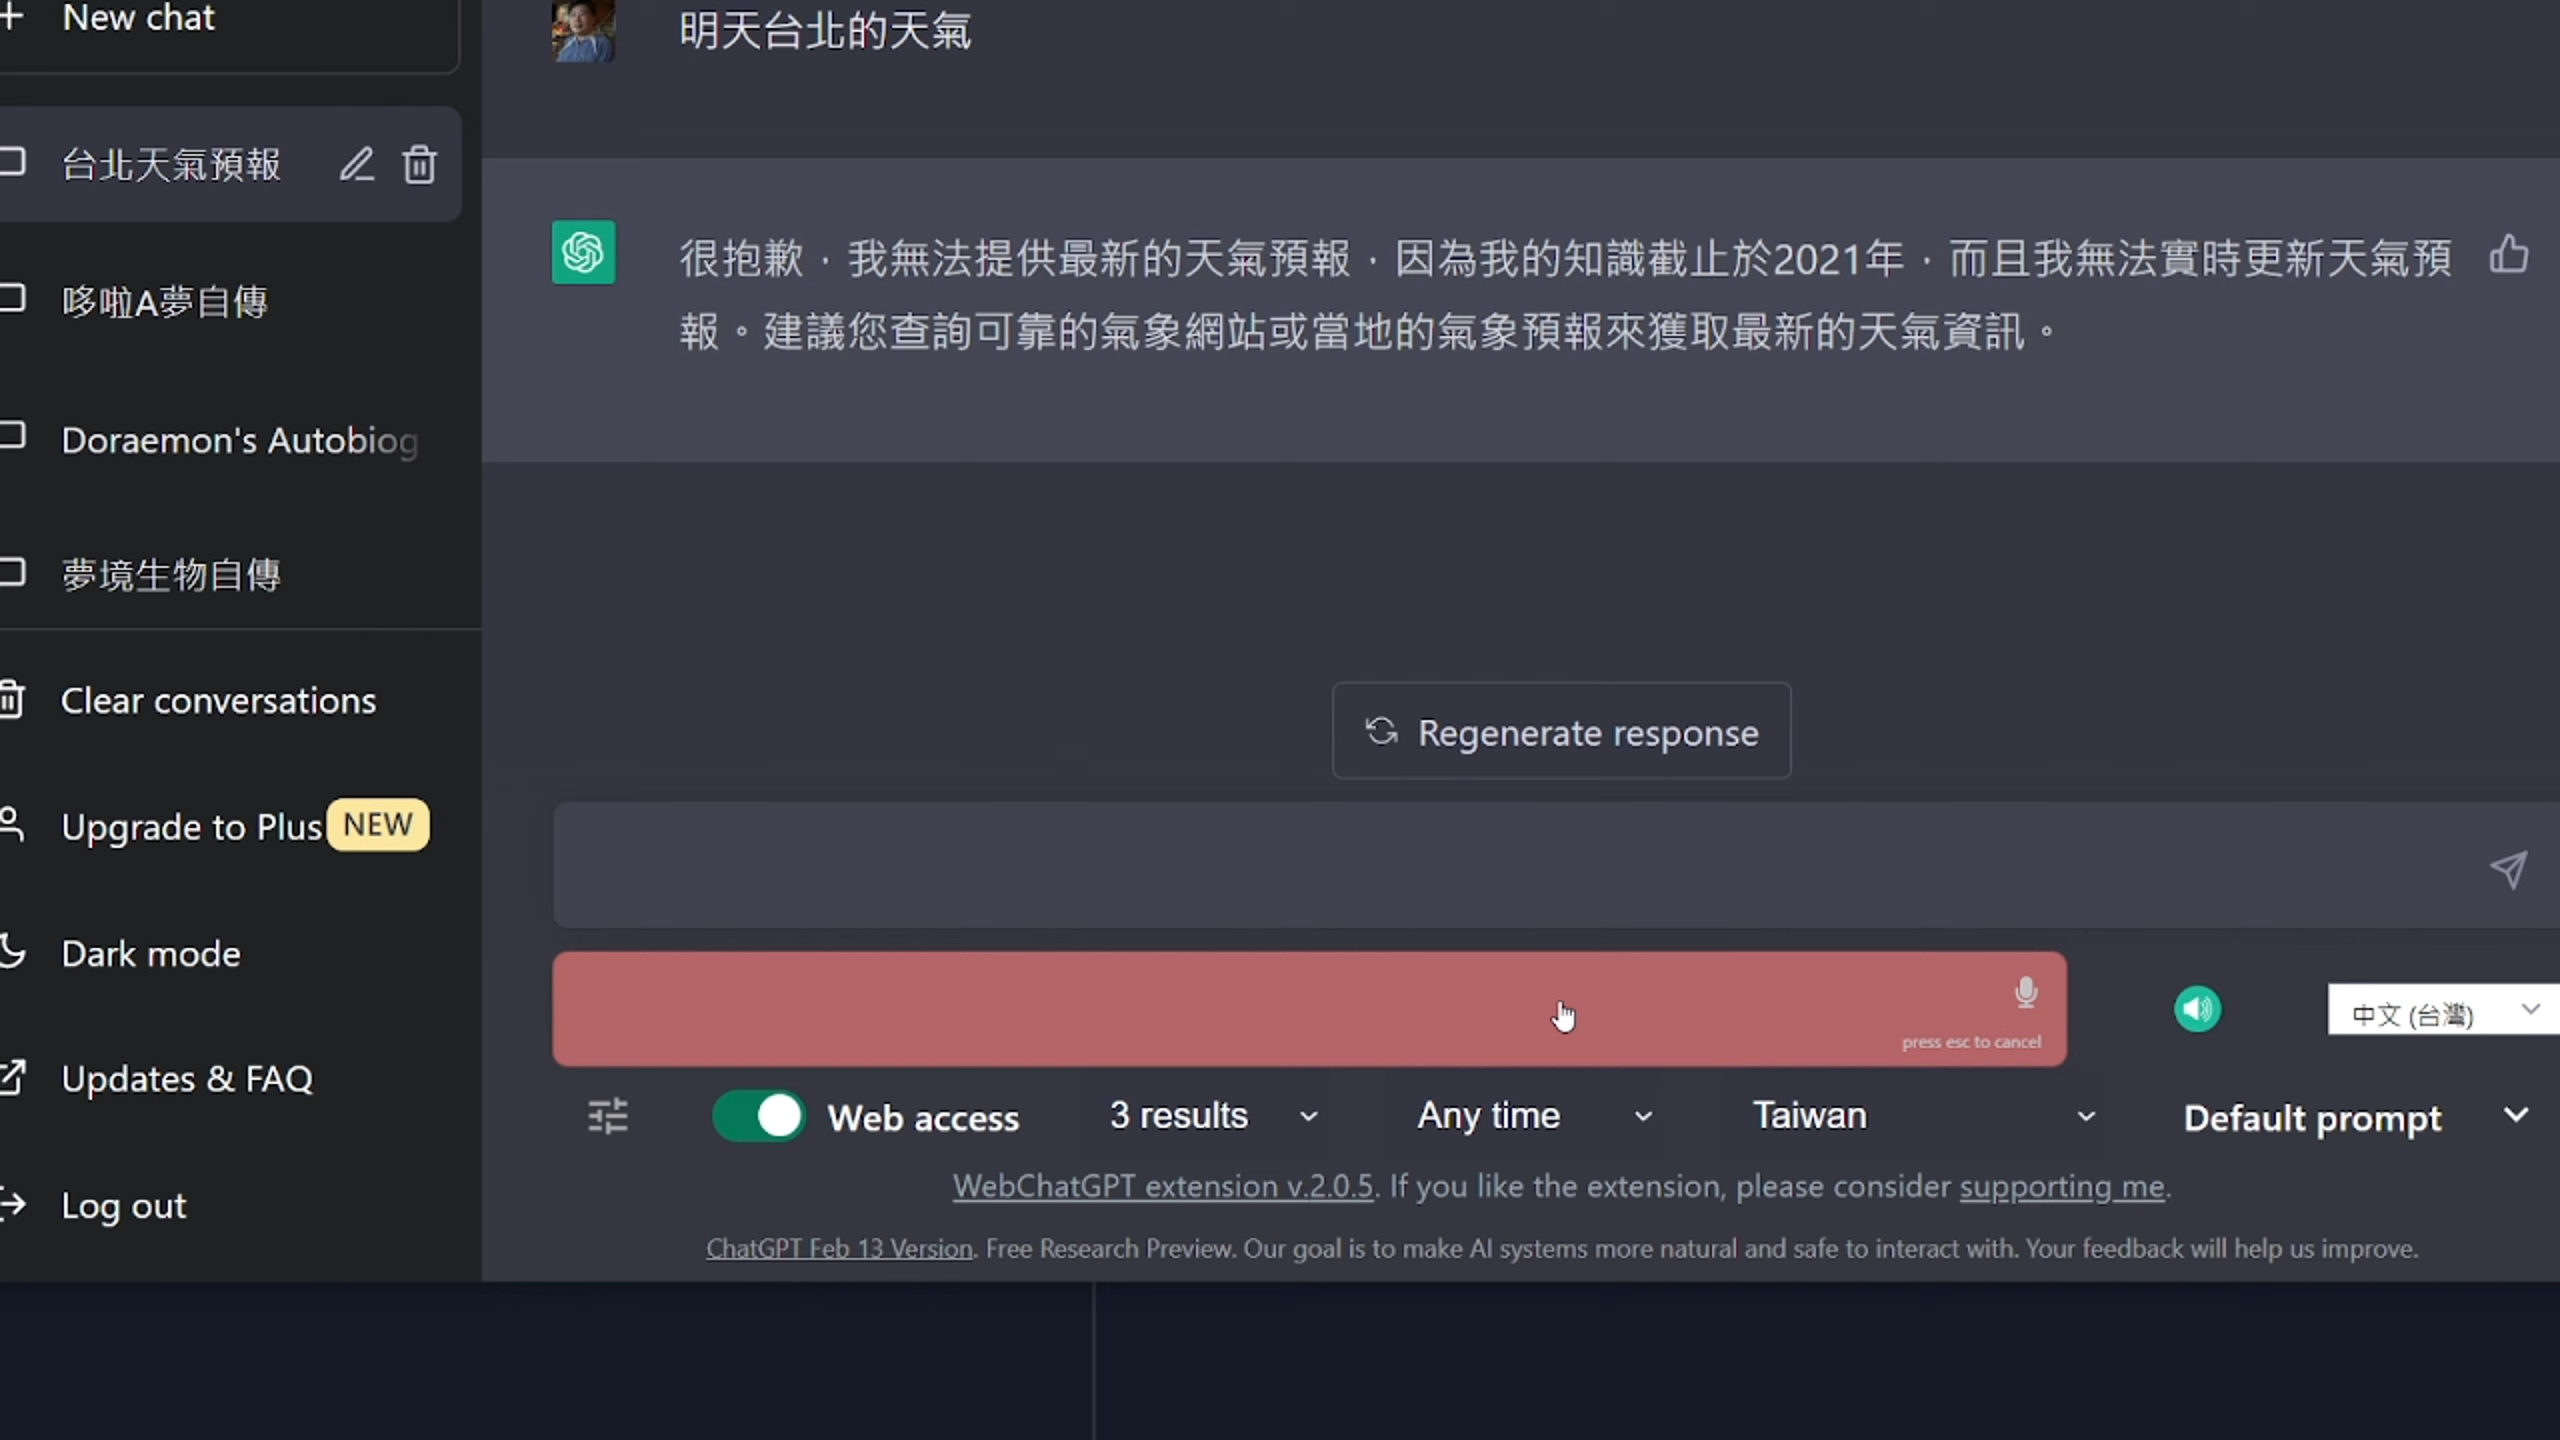 New chat
台北天氣預報
哆啦A夢自傳
Doraemon's Autobiog
夢境生物自傳
Clear conversations
Upgrade to Plus NEW
Dark mode
Updates & FAQ
Log out
明天台北的天氣
很抱歉，我無法提供最新的天氣預報，因為我的知識截止於2021年，而且我無法實時更新天氣預
報。建議您查詢可靠的氣象網站或當地的氣象預報來獲取最新的天氣資訊。
Regenerate response
press esc to cancel
中文 (台灣)
Web access 3 results Any time Taiwan Default prompt
WebChatGPT extension v.2.0.5. If you like the extension, please consider supporting me.
ChatGPT Feb 13 Version. Free Research Preview. Our goal is to make AI systems more natural and safe to interact with. Your feedback will help us improve.